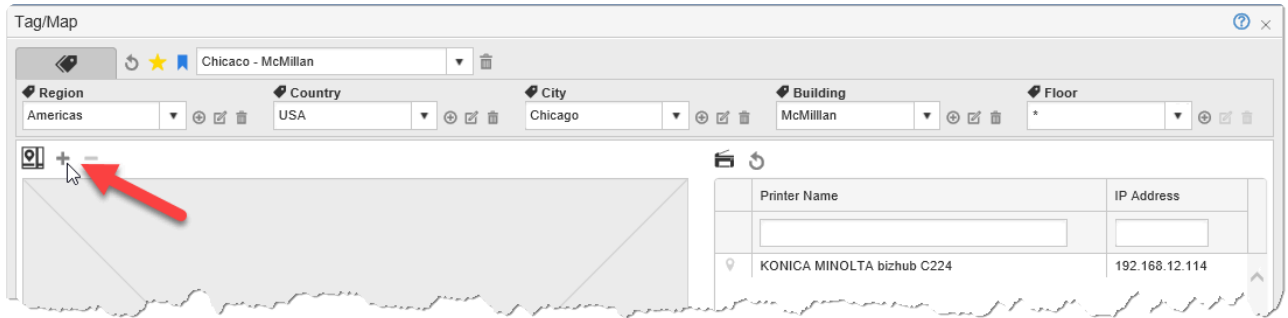 Tag/Map
Chicaco - McMillan
Region Country City Building Floor
Americas USA Chicago McMilllan *
Printer Name IP Address
KONICA MINOLTA bizhub C224 192.168.12.114